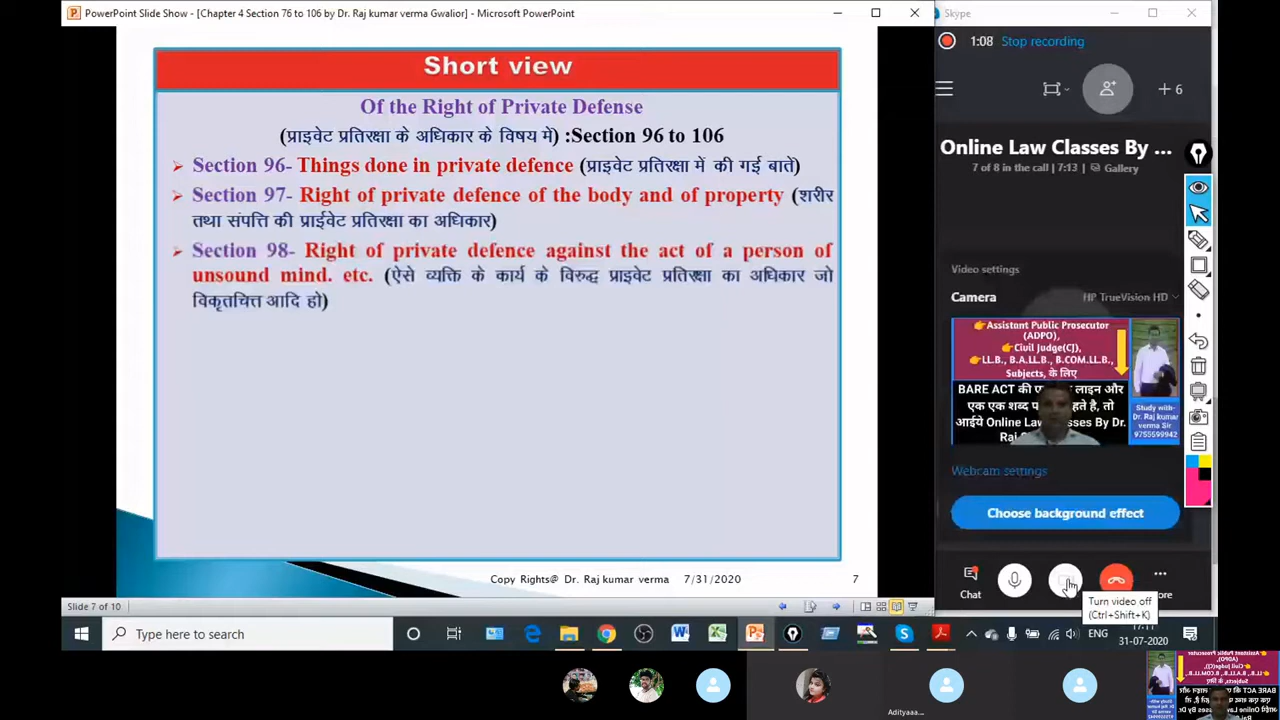 PowerPoint Slide Show - [Chapter 4 Section 76 to 106 by Dr. Raj kumar verma Gwalior] - Microsoft PowerPoint
Short view
Of the Right of Private Defense
(प्राइवेट प्रतिरक्षा के अधिकार के विषय में) :Section 96 to 106
Section 96- Things done in private defence (प्राइवेट प्रतिरक्षा में की गई बातें)
Section 97- Right of private defence of the body and of property (शरीर
तथा संपत्ति की प्राईवेट प्रतिरक्षा का अधिकार)
Section 98- Right of private defence against the act of a person of
unsound mind. etc. (ऐसे व्यक्ति के कार्य के विरुद्ध प्राइवेट प्रतिरक्षा का अधिकार जो
विकृतचित्त आदि हो)
Copy Rights@ Dr. Raj kumar verma 7/31/2020 7
Slide 7 of 10
Skype
1:08 Stop recording
+ 6
Online Law Classes By ...
7 of 8 in the call | 7:13 | Gallery
Video settings
Camera HP TrueVision HD
Assistant Public Prosecutor
(ADPO),
Civil Judge(CJ),
LL.B., B.A.LL.B., B.COM.LL.B.,
Subjects, के लिए
BARE ACT की लाइन और
एक एक शब्द तो
आईये Online Law Classes By Dr.
Study with-
Dr. Raj kumar
verma Sir
9755599942
Webcam settings
Choose background effect
Chat
Turn video off
(Ctrl+Shift+K)
Type here to search
ENG
31-07-2020
Adityaaa...